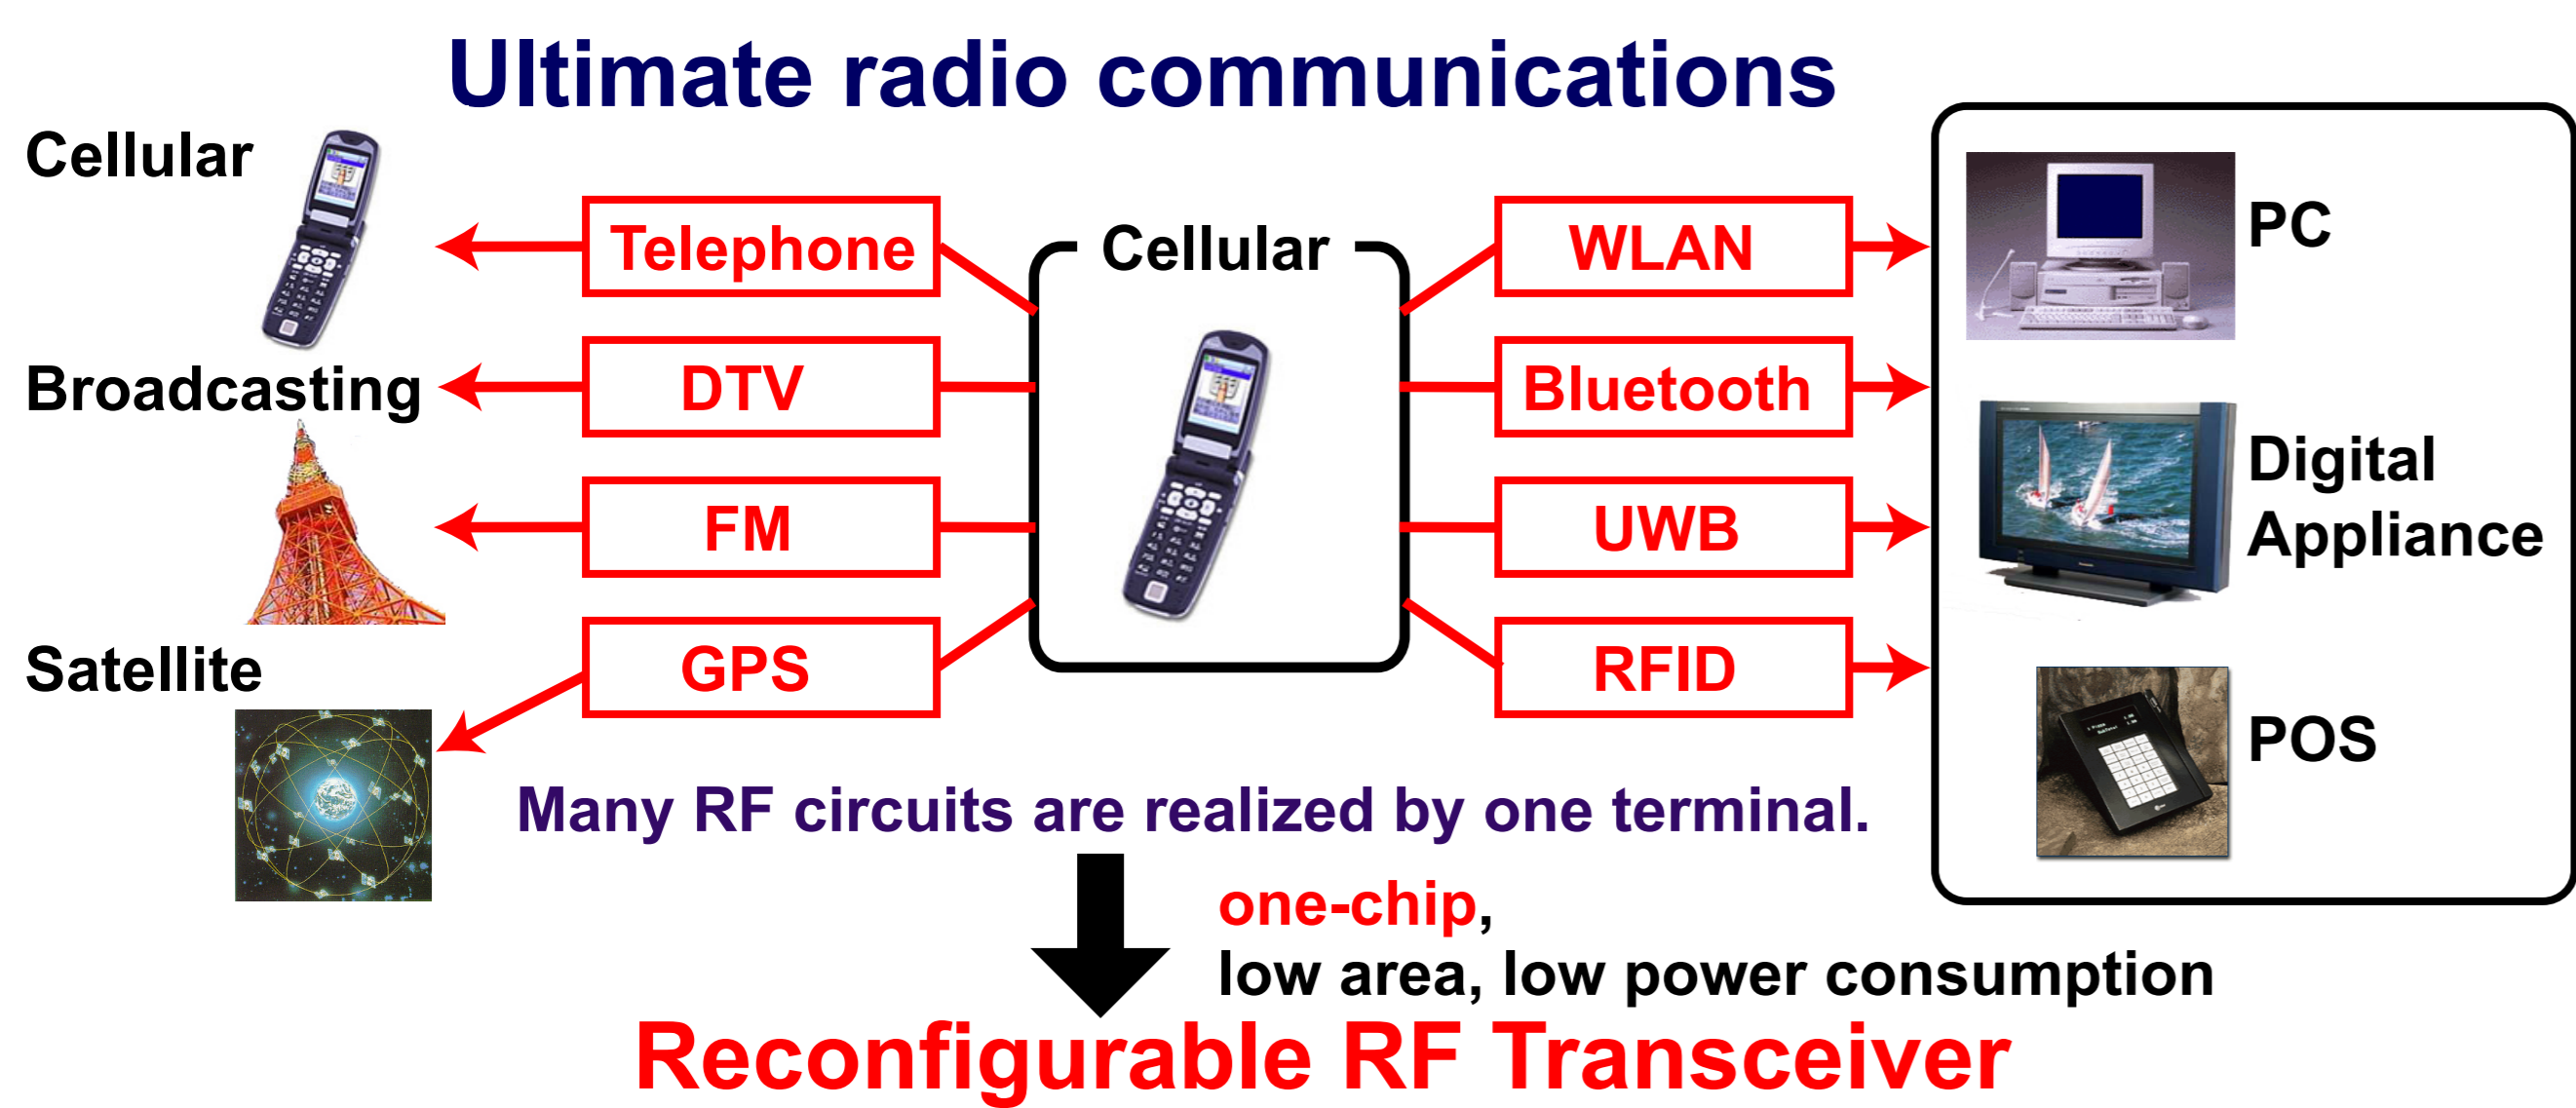 Ultimate radio communications
Cellular
Telephone
Cellular
WLAN
PC
Broadcasting
DTV
Bluetooth
FM
UWB
Digital
Appliance
Satellite
GPS
RFID
POS
Many RF circuits are realized by one terminal.
one-chip,
low area, low power consumption
Reconfigurable RF Transceiver